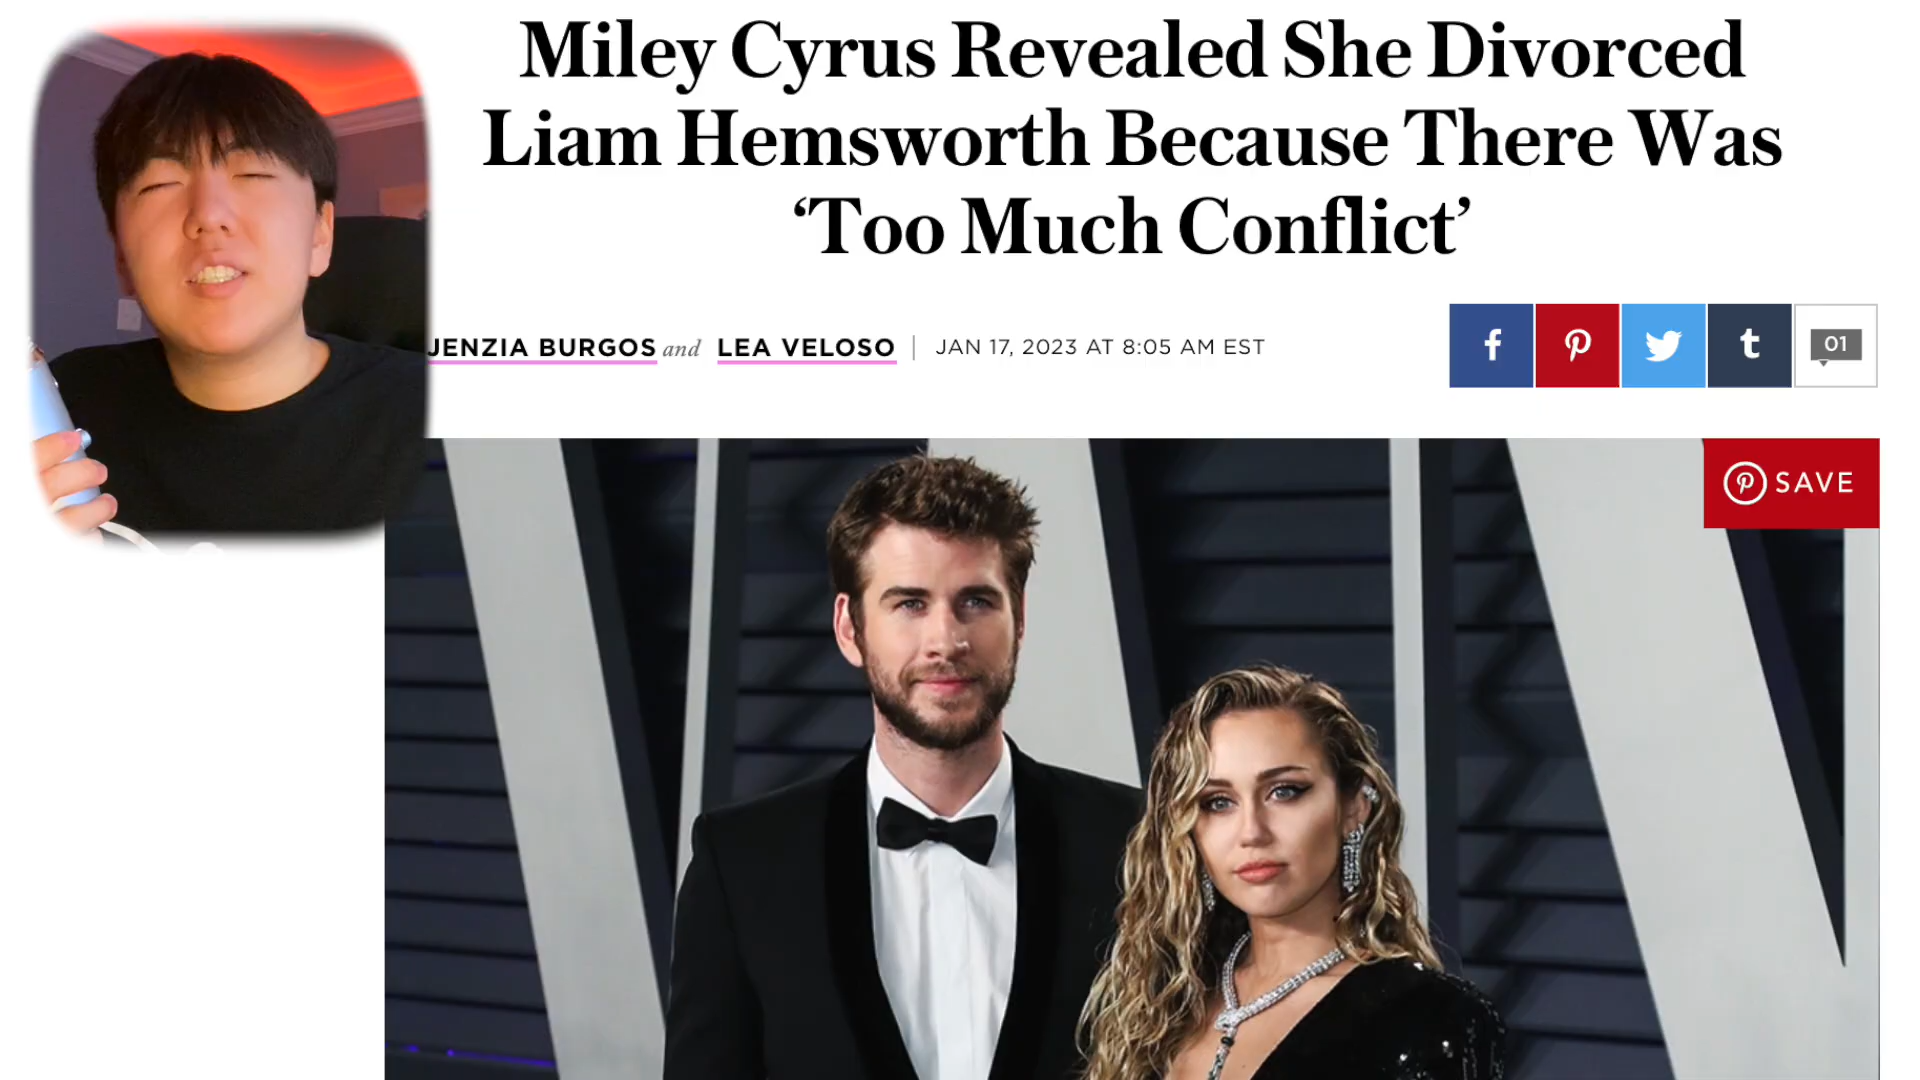 Miley Cyrus Revealed She Divorced
Liam Hemsworth Because There Was
‘Too Much Conflict’
JENZIA BURGOS and LEA VELOSO | JAN 17, 2023 AT 8:05 AM EST
f t 01
SAVE